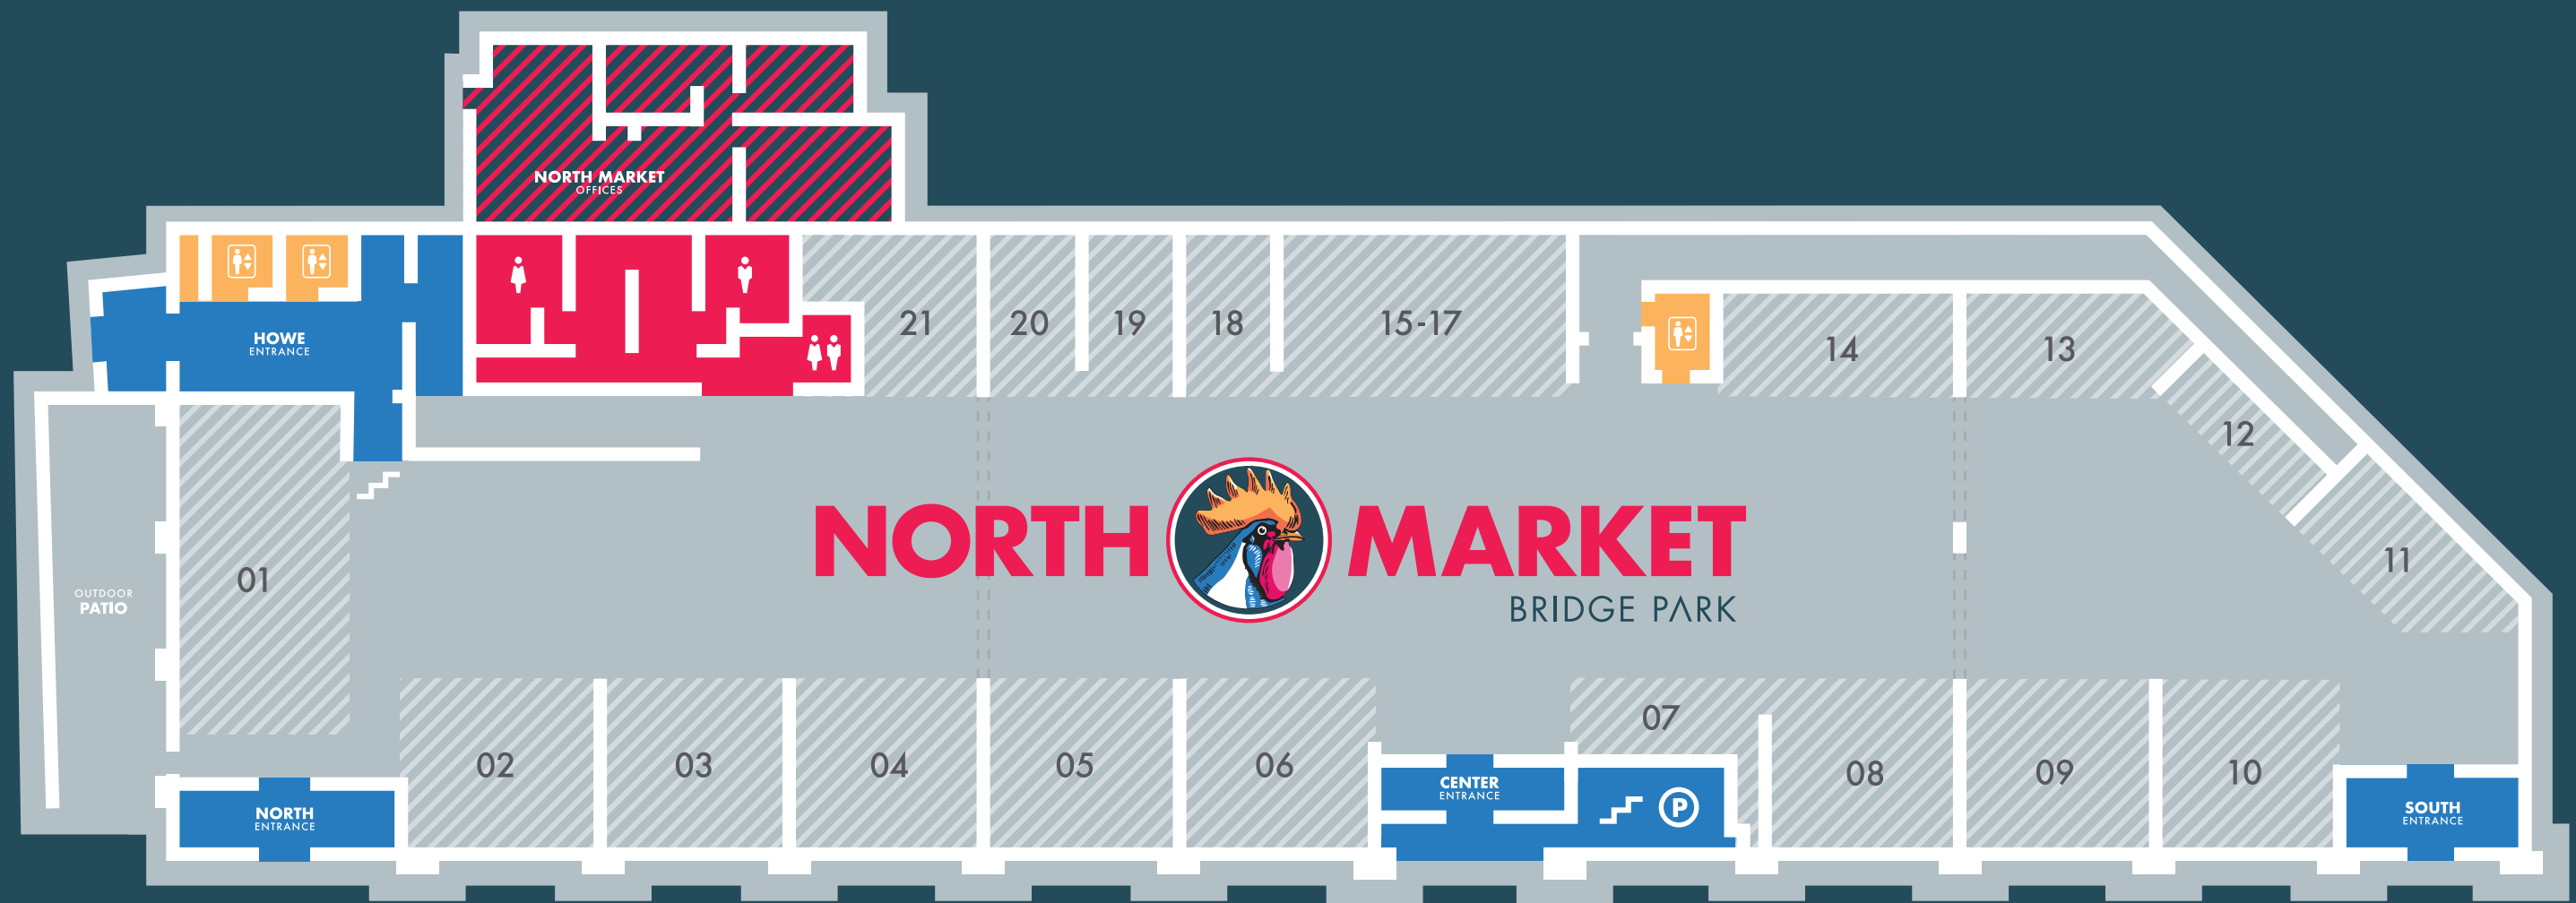 NORTH MARKET
OFFICES
HOWE
ENTRANCE
21
20
19
18
15-17
14
13
12
11
01
OUTDOOR
PATIO
NORTH MARKET
BRIDGE PARK
02
03
04
05
06
07
08
09
10
NORTH
ENTRANCE
CENTER
ENTRANCE
P
SOUTH
ENTRANCE